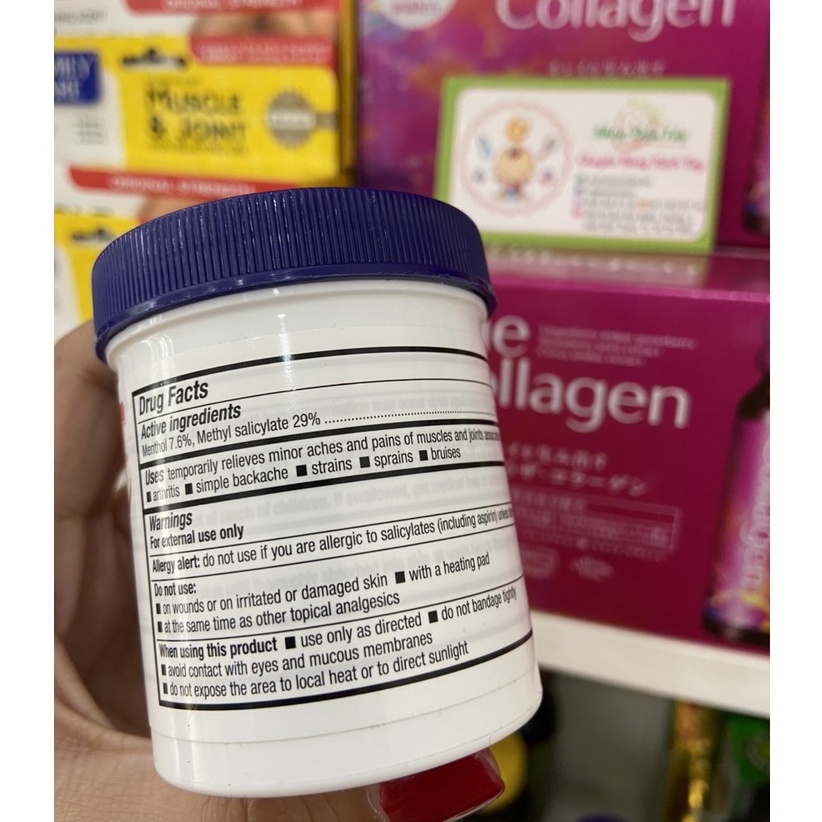 Collagen
MUSCLE
& JOINT
ORIGINAL STRENGTH
Collagen
Drug Facts
Active ingredients
Menthol 7.6%, Methyl salicylate 29%
Uses temporarily relieves minor aches and pains of muscles and joints
■ arthritis ■ simple backache ■ strains ■ sprains ■ bruises
Warnings
For external use only
Allergy alert: do not use if you are allergic to salicylates (including aspirin) unless
Do not use:
■ on wounds or on irritated or damaged skin ■ with a heating pad
■ at the same time as other topical analgesics
When using this product ■ use only as directed ■ do not bandage tightly
■ avoid contact with eyes and mucous membranes
■ do not expose the area to local heat or to direct sunlight